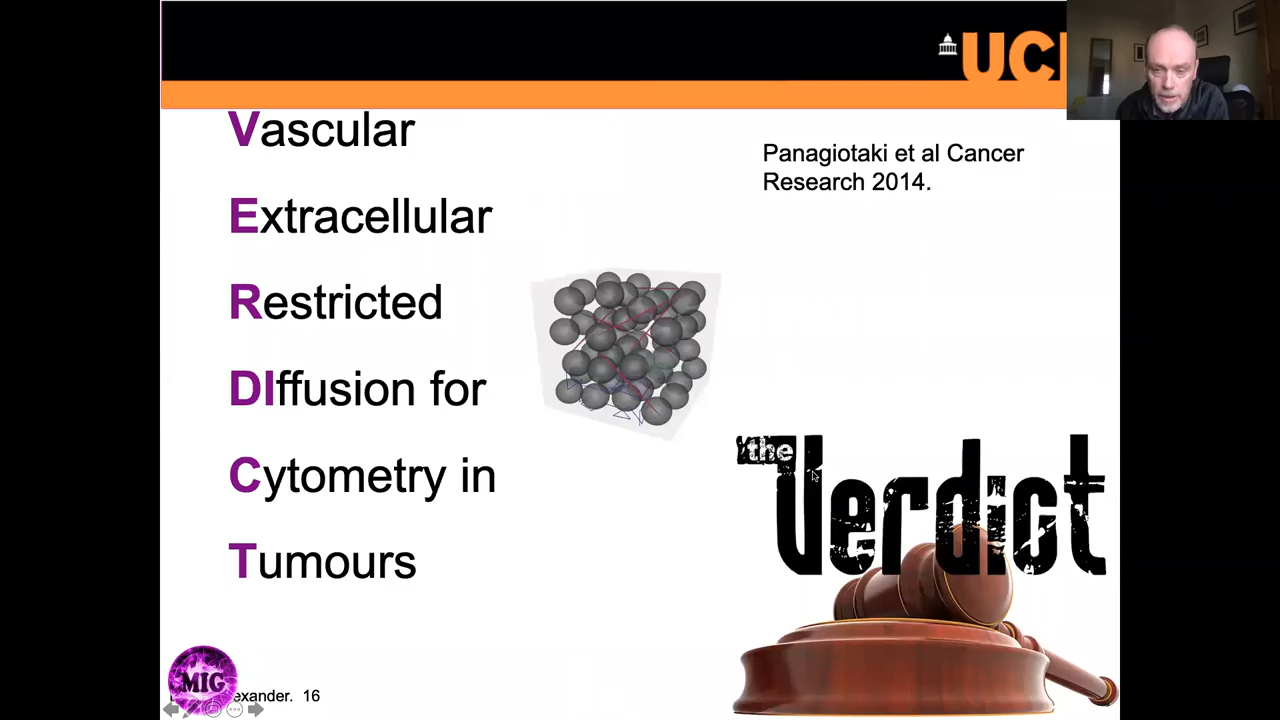 UCL
Vascular
Panagiotaki et al Cancer
Research 2014.
Extracellular
Restricted
DIffusion for
Cytometry in
Tumours
the
Verdict
MIG
exander. 16